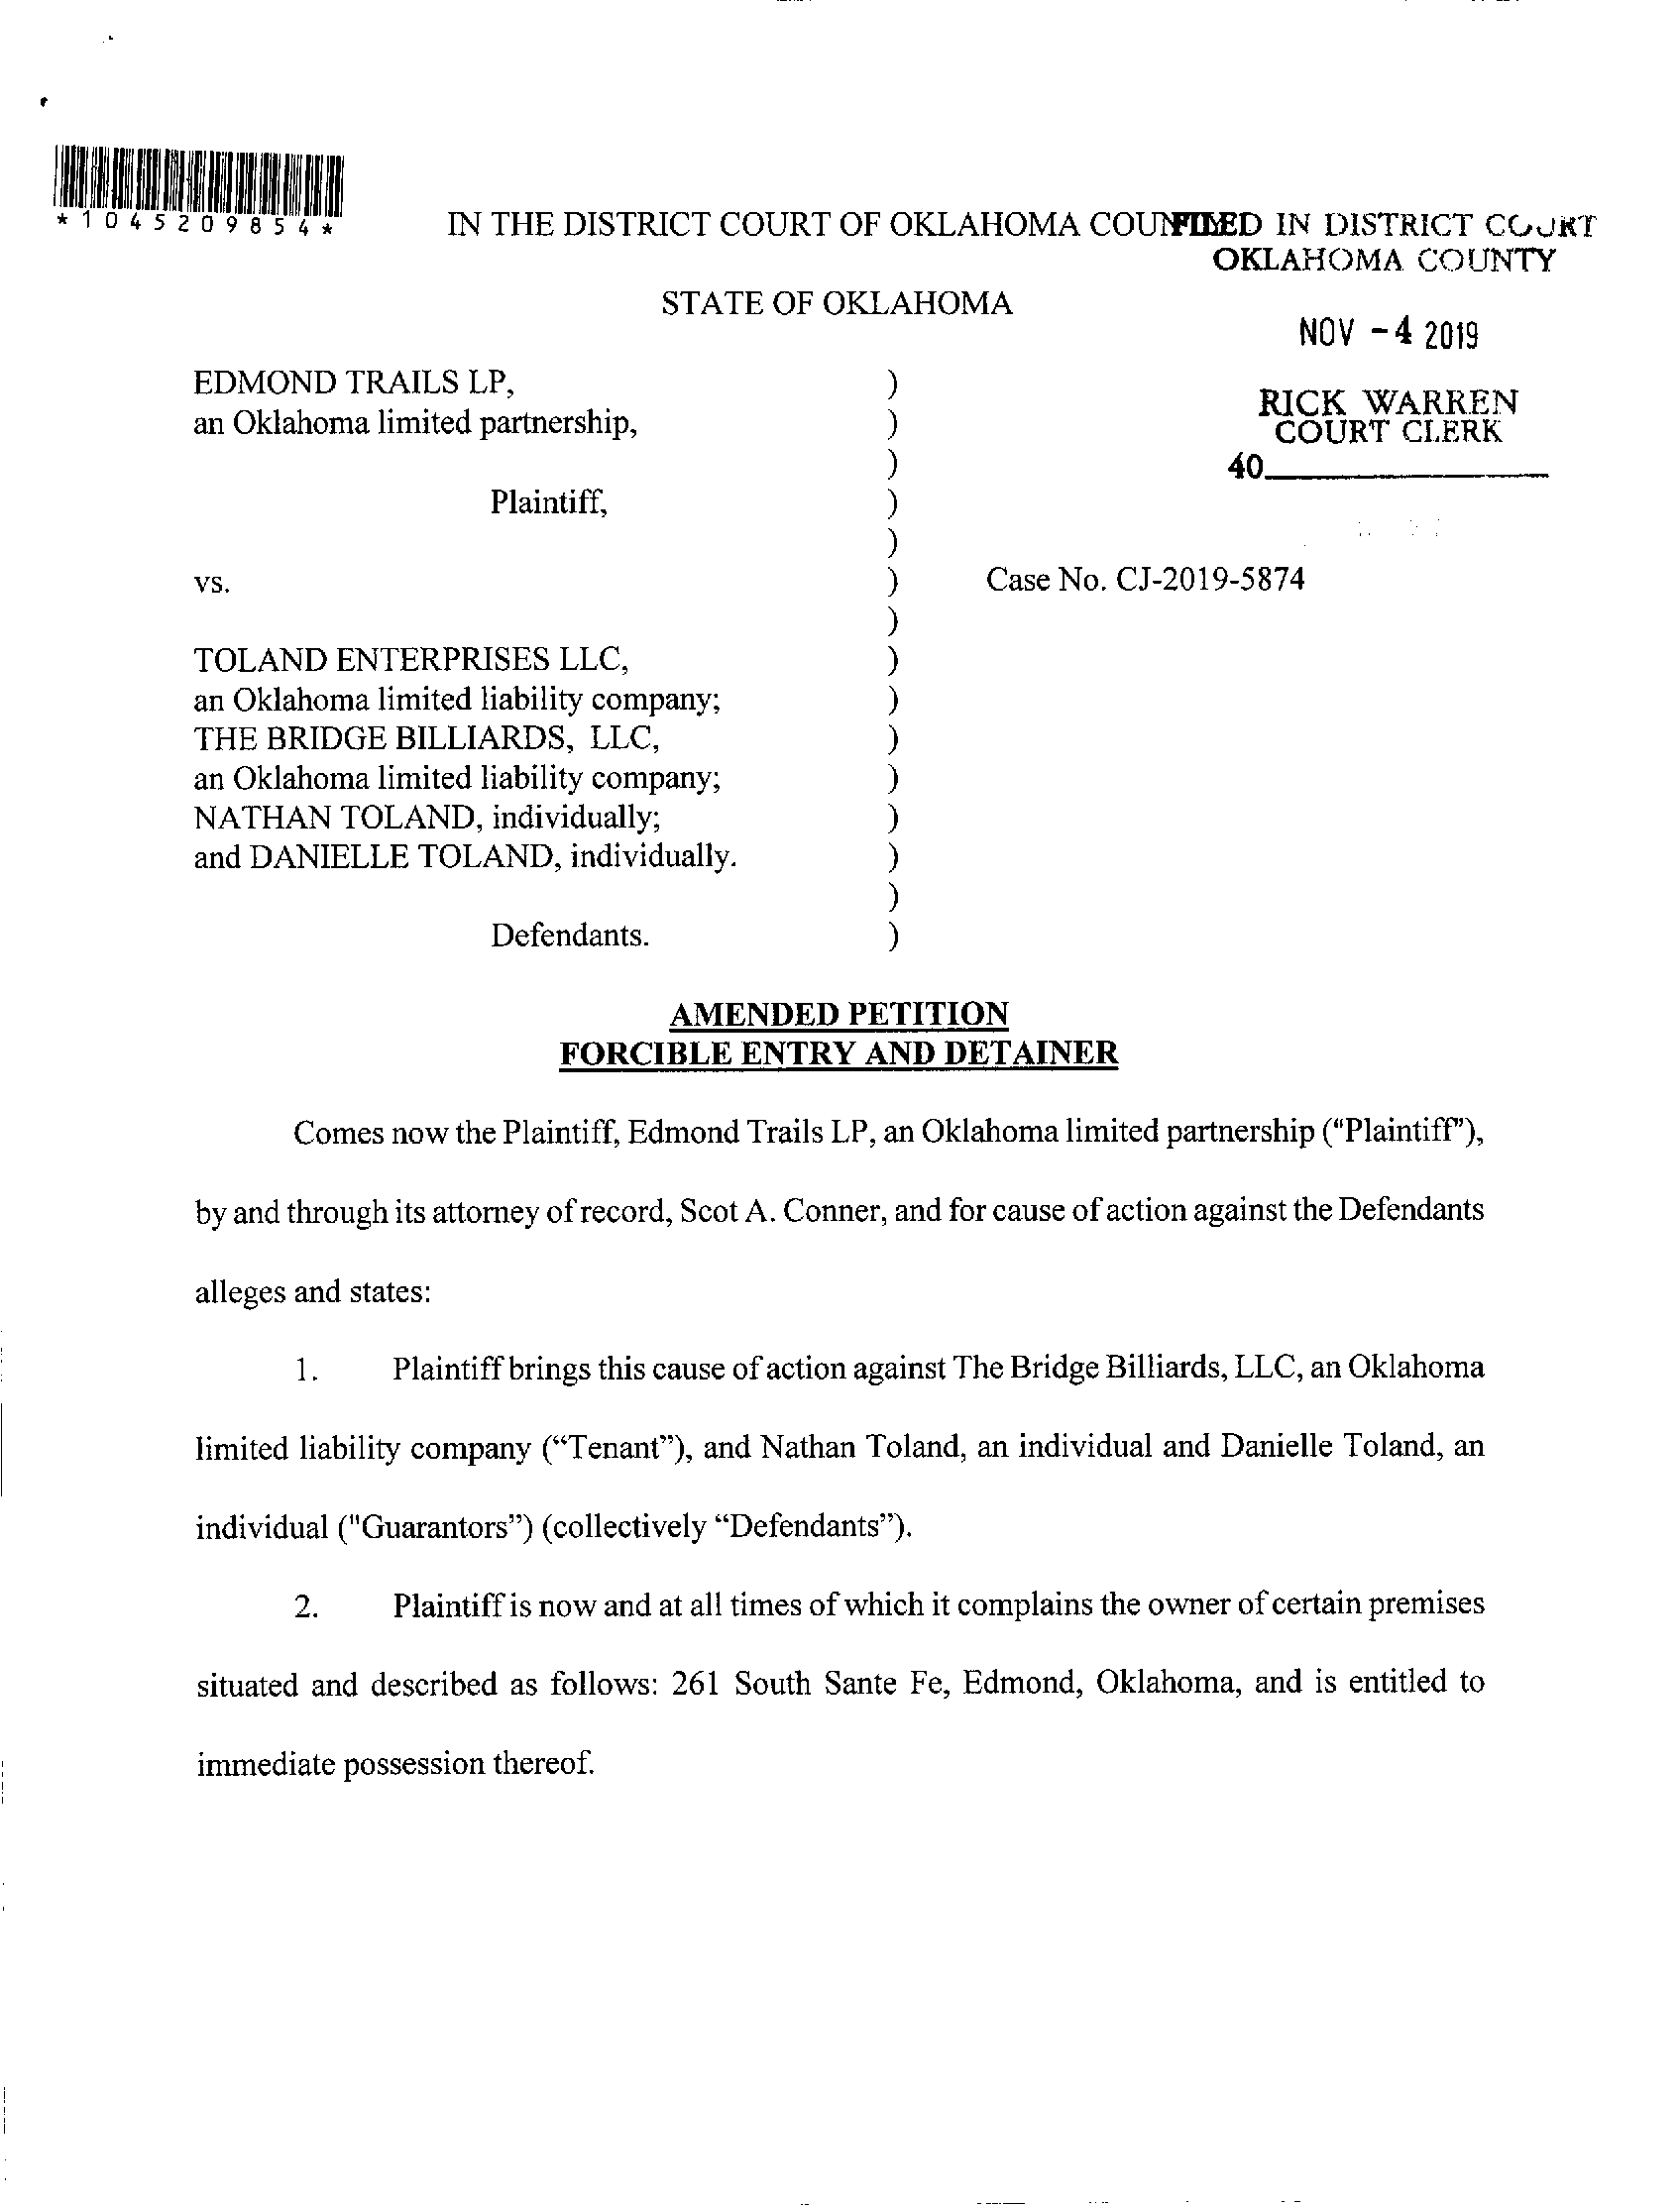 *1045209854*
IN THE DISTRICT COURT OF OKLAHOMA COUNTY
FILED IN DISTRICT COURT
OKLAHOMA COUNTY
STATE OF OKLAHOMA
NOV -4 2019
RICK WARREN
COURT CLERK
40
EDMOND TRAILS LP, )
an Oklahoma limited partnership, )
)
Plaintiff, )
)
vs. ) Case No. CJ-2019-5874
)
TOLAND ENTERPRISES LLC, )
an Oklahoma limited liability company; )
THE BRIDGE BILLIARDS, LLC, )
an Oklahoma limited liability company; )
NATHAN TOLAND, individually; )
and DANIELLE TOLAND, individually. )
)
Defendants. )
AMENDED PETITION
FORCIBLE ENTRY AND DETAINER
Comes now the Plaintiff, Edmond Trails LP, an Oklahoma limited partnership (“Plaintiff”),
by and through its attorney of record, Scot A. Conner, and for cause of action against the Defendants
alleges and states:
1. Plaintiff brings this cause of action against The Bridge Billiards, LLC, an Oklahoma
limited liability company (“Tenant”), and Nathan Toland, an individual and Danielle Toland, an
individual ("Guarantors”) (collectively “Defendants”).
2. Plaintiff is now and at all times of which it complains the owner of certain premises
situated and described as follows: 261 South Sante Fe, Edmond, Oklahoma, and is entitled to
immediate possession thereof.